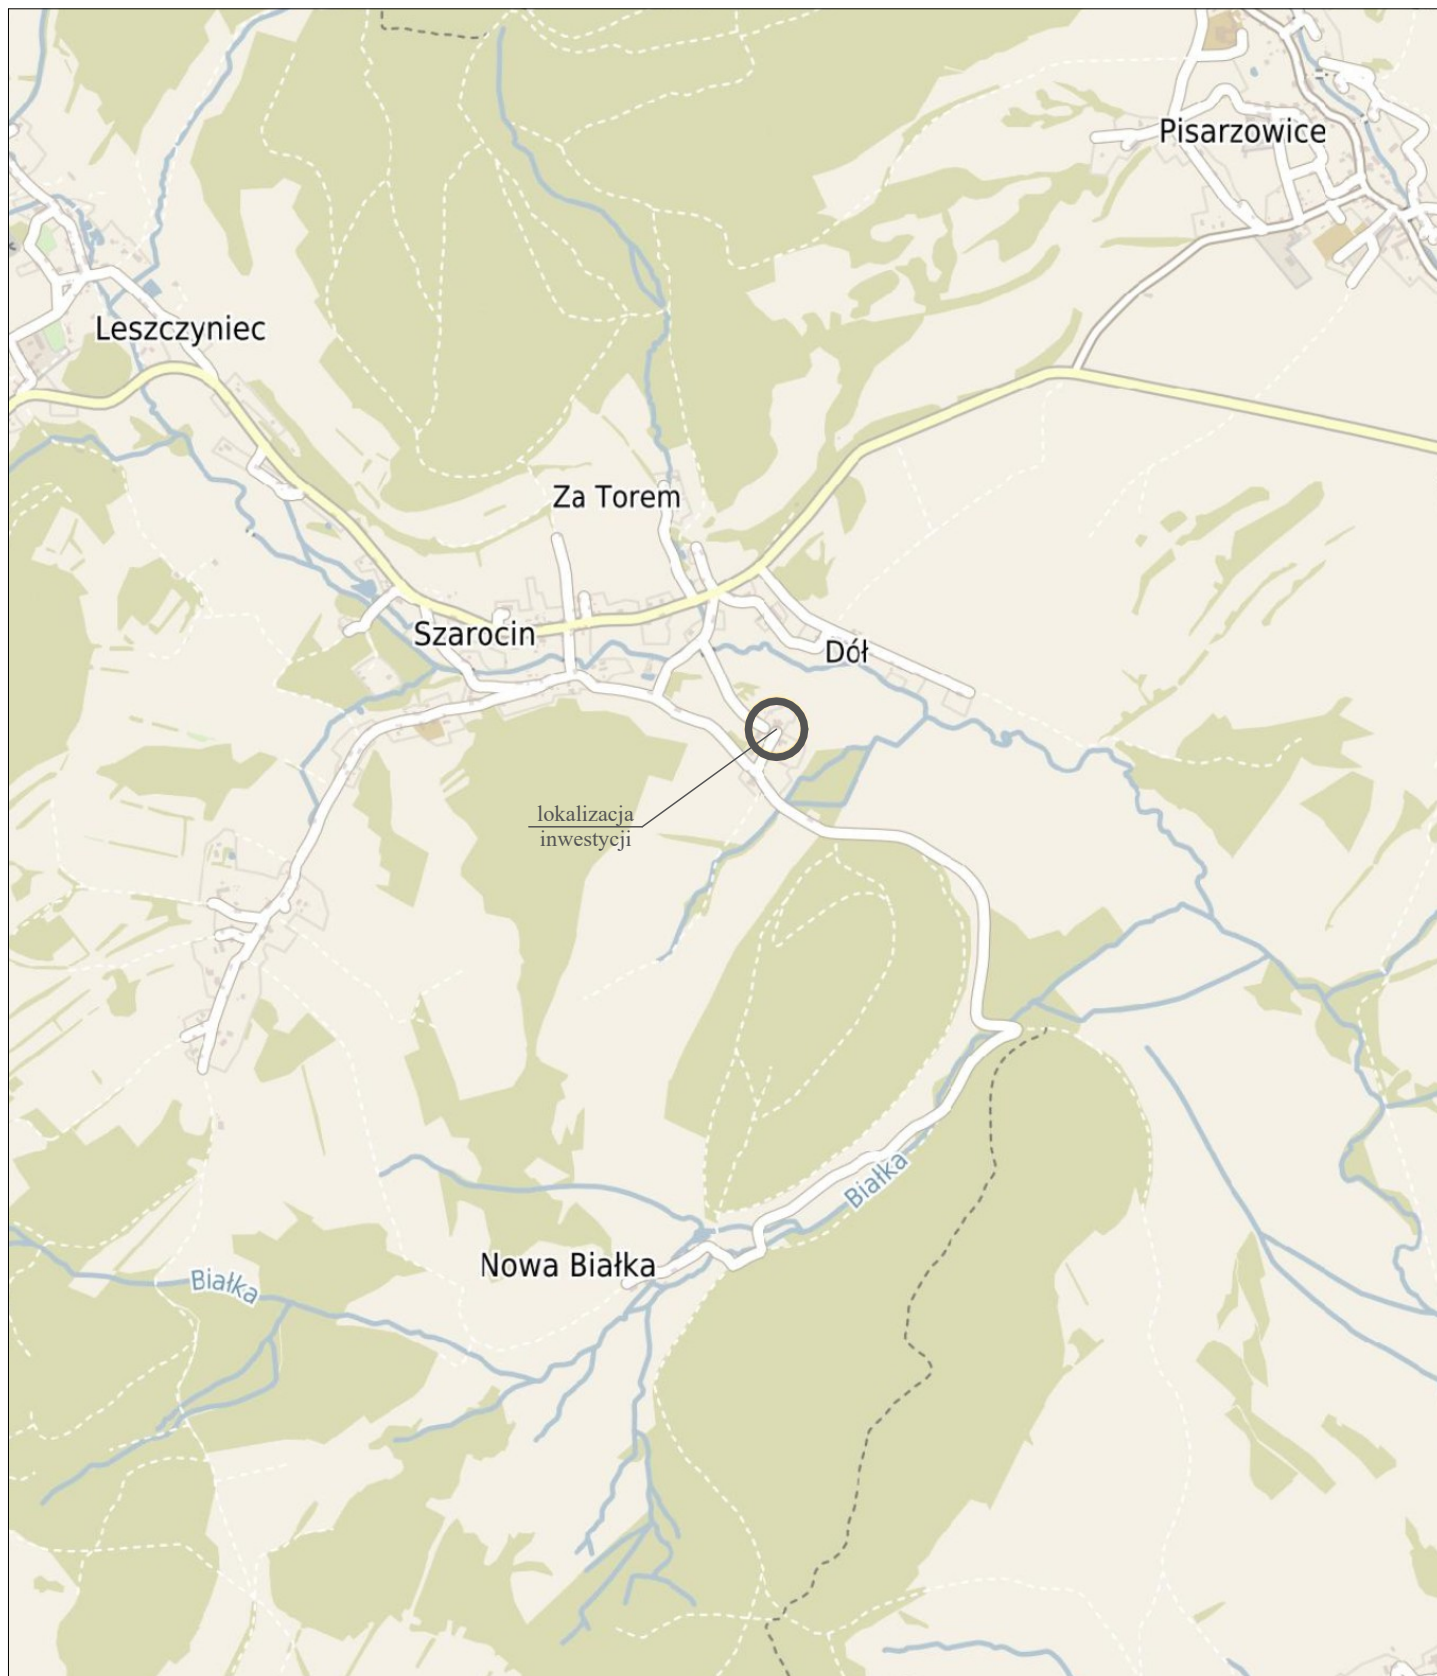 Pisarzowice
Leszczyniec
Za Torem
Szarocin
Dół
lokalizacja
inwestycji
Białka
Nowa Białka
Białka